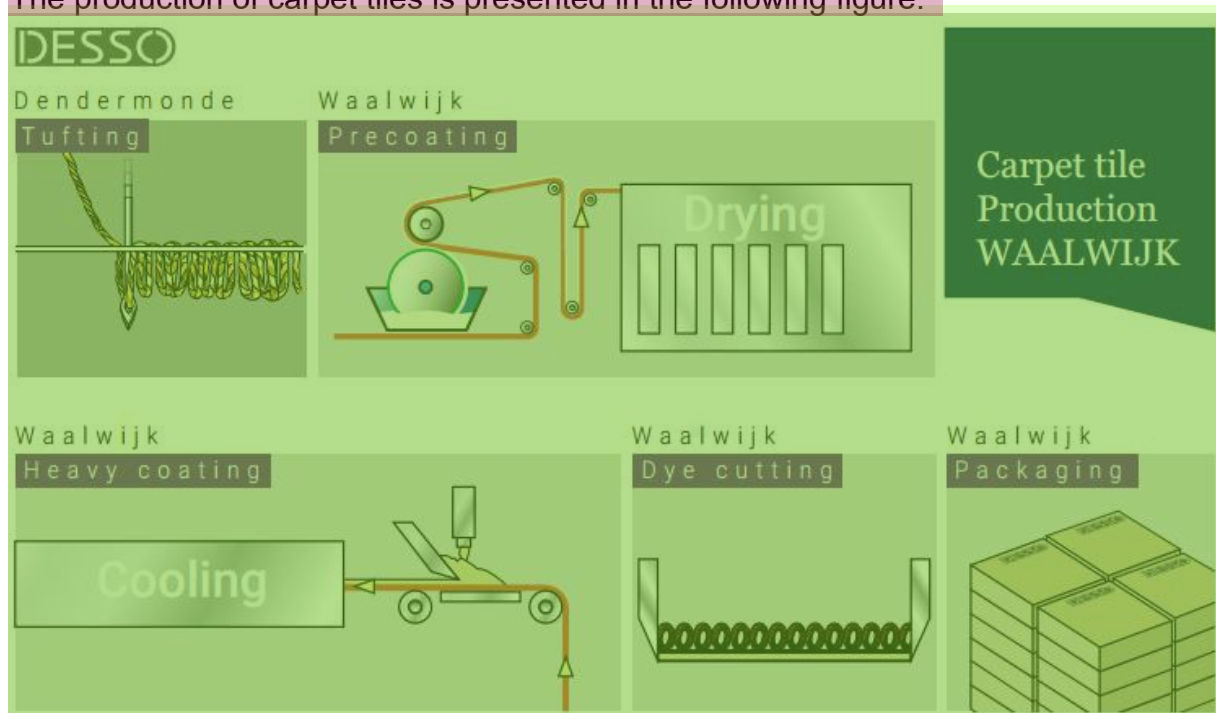 The production of carpet tiles is presented in the following figure:
DESSO
Dendermonde
Tufting
Waalwijk
Precoating
Drying
Carpet tile
Production
WAALWIJK
Waalwijk
Heavy coating
Cooling
Waalwijk
Dye cutting
Waalwijk
Packaging